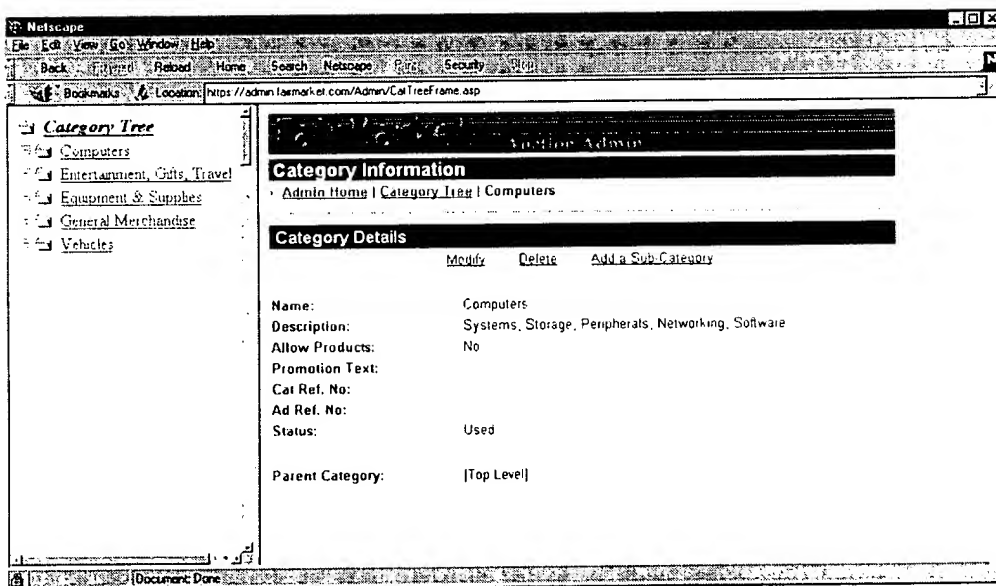 Netscape
File Edit View Go Window Help
Back Reload Home Search Netscape Print Security Stop
Bookmarks Location: https://admin.fairmarket.com/Admin/CatTreeFrame.asp
Category Tree
Computers
Entertainment, Gifts, Travel
Equipment & Supplies
General Merchandise
Vehicles
Auction Admin
Category Information
Admin Home | Category Tree | Computers
Category Details
Modify Delete Add a Sub-Category
Name: Computers
Description: Systems, Storage, Peripherals, Networking, Software
Allow Products: No
Promotion Text:
Cat Ref. No:
Ad Ref. No:
Status: Used
Parent Category: [Top Level]
Document: Done